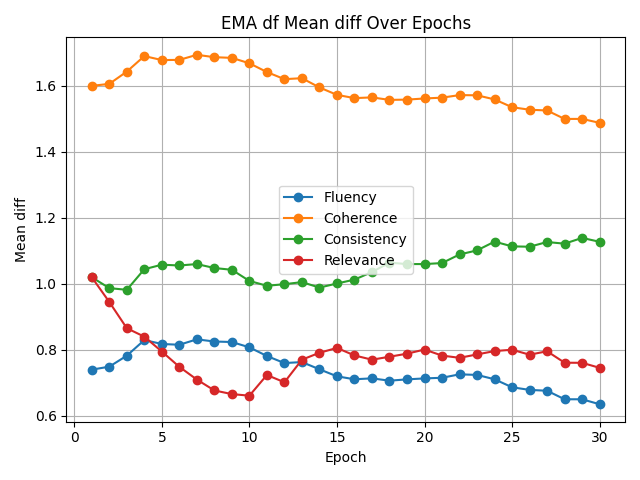 EMA df Mean diff Over Epochs
Mean diff
1.6
1.4
1.2
1.0
0.8
0.6
Fluency
Coherence
Consistency
Relevance
0 5 10 15 20 25 30
Epoch